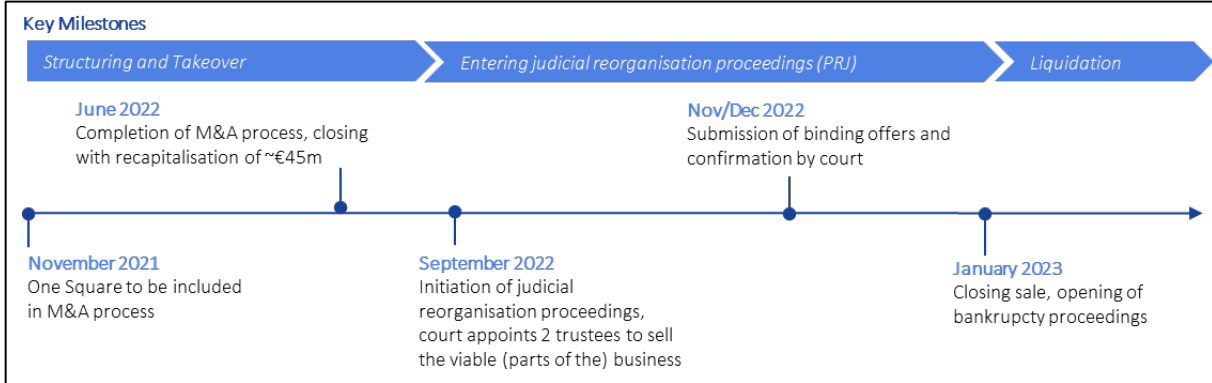 Key Milestones
Structuring and Takeover
Entering judicial reorganisation proceedings (PRJ)
Liquidation
June 2022
Completion of M&A process, closing
with recapitalisation of ~€45m
Nov/Dec 2022
Submission of binding offers and
confirmation by court
November 2021
One Square to be included
in M&A process
September 2022
Initiation of judicial
reorganisation proceedings,
court appoints 2 trustees to sell
the viable (parts of the) business
January 2023
Closing sale, opening of
bankrupcty proceedings